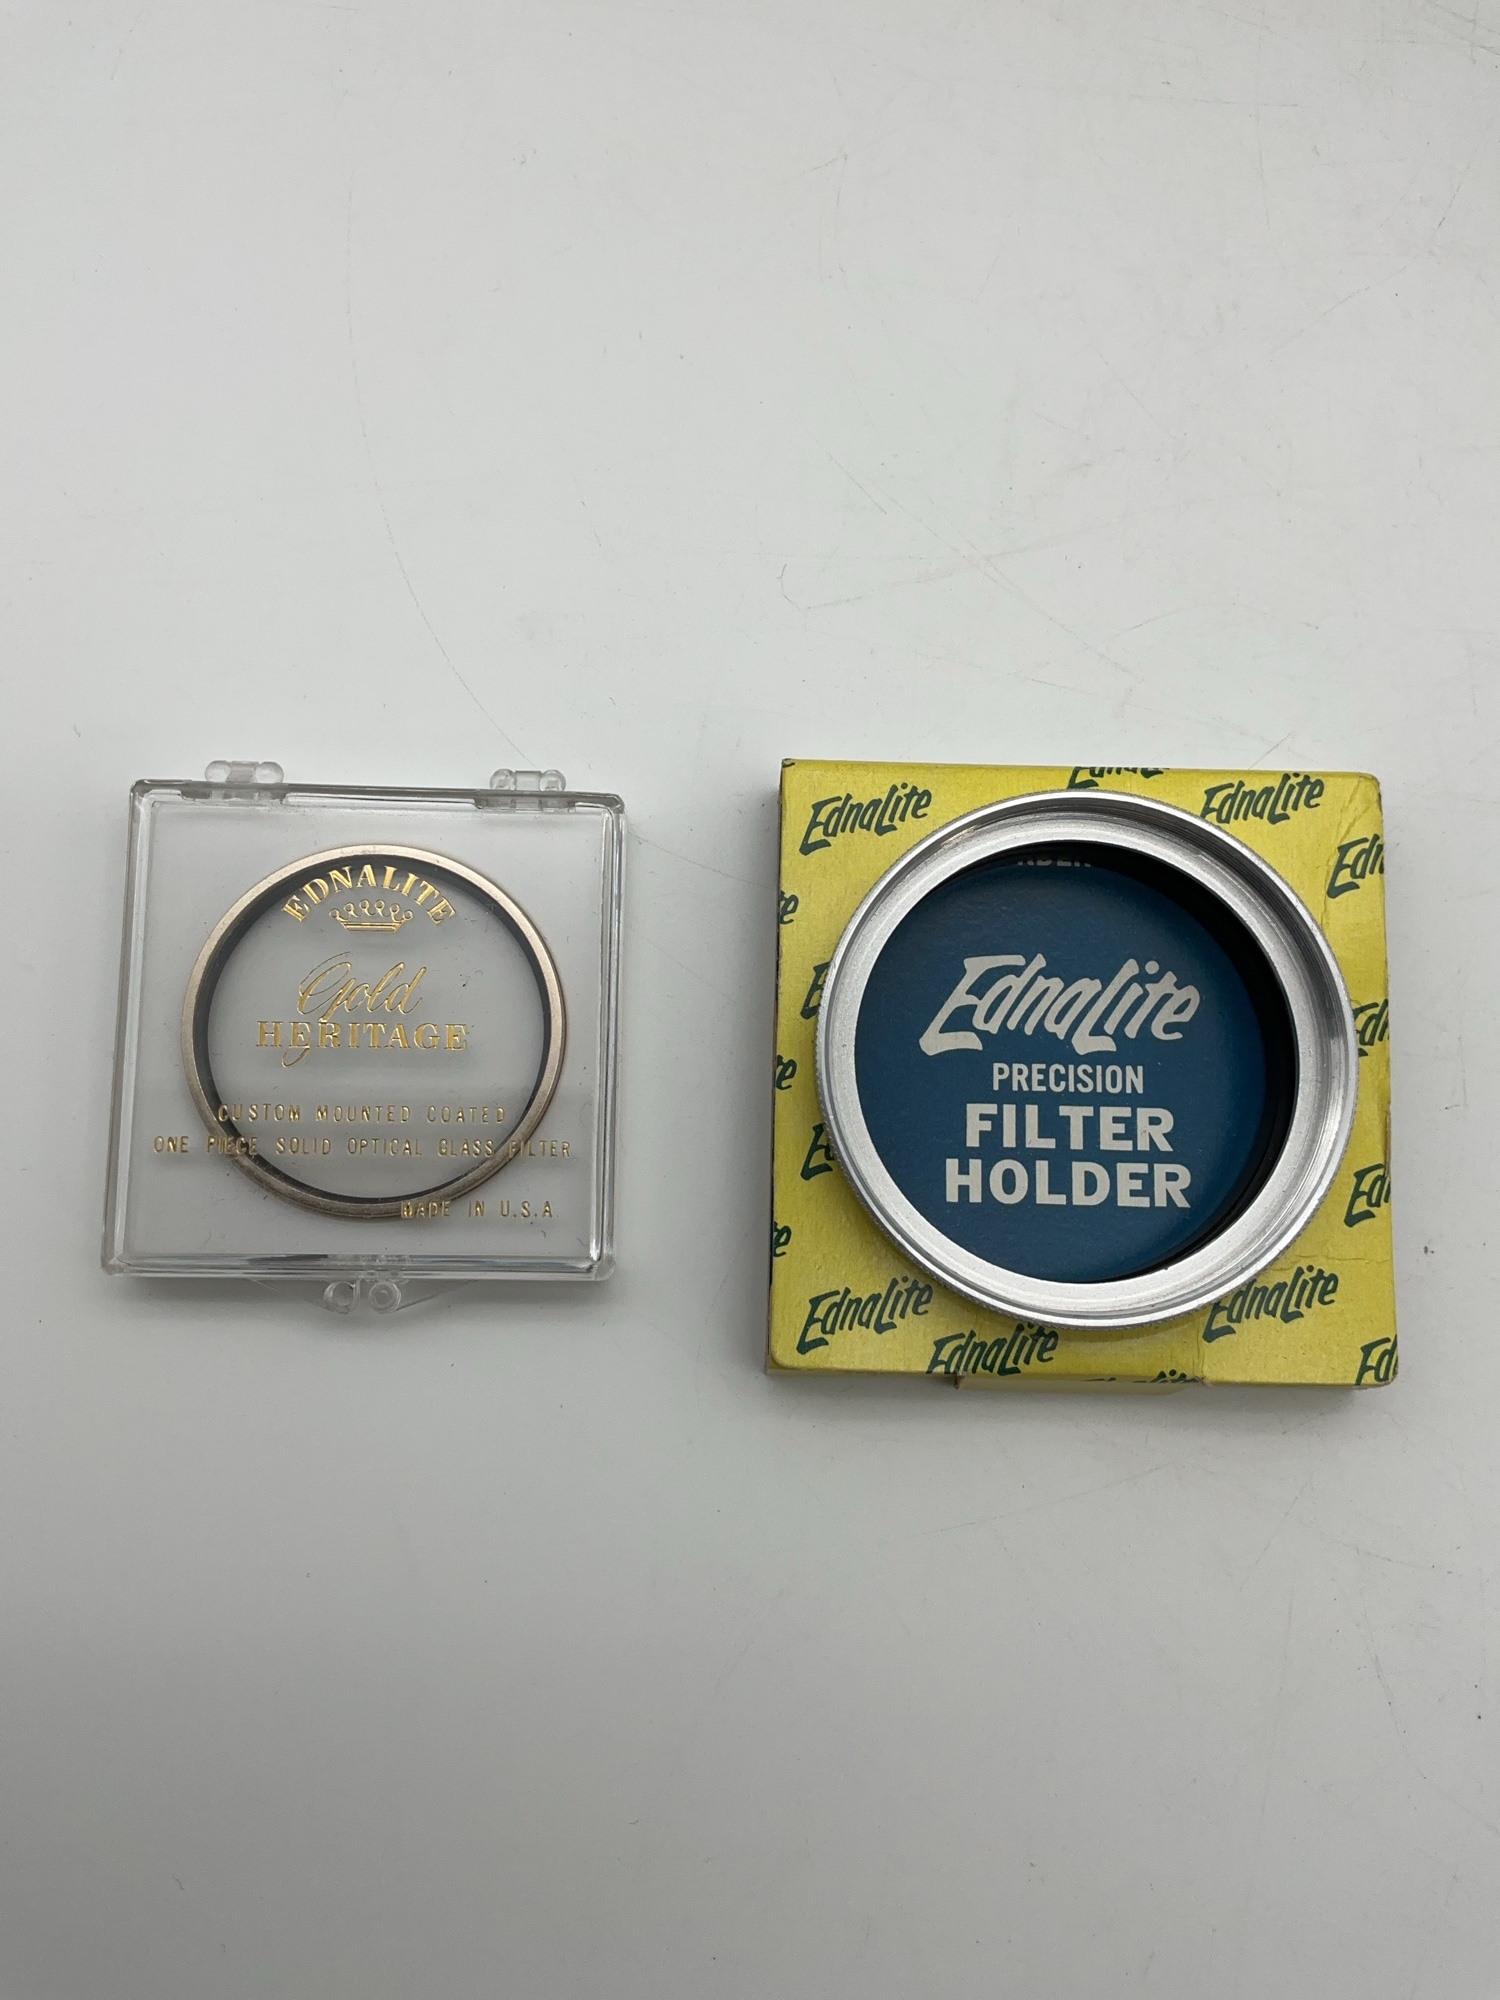 EDNALITE
Gold
HERITAGE
CUSTOM MOUNTED COATED
ONE PIECE SOLID OPTICAL GLASS FILTER
MADE IN U.S.A.
EdnaLite
EdnaLite
EdnaLite
PRECISION
FILTER
HOLDER
EdnaLite
EdnaLite
EdnaLite